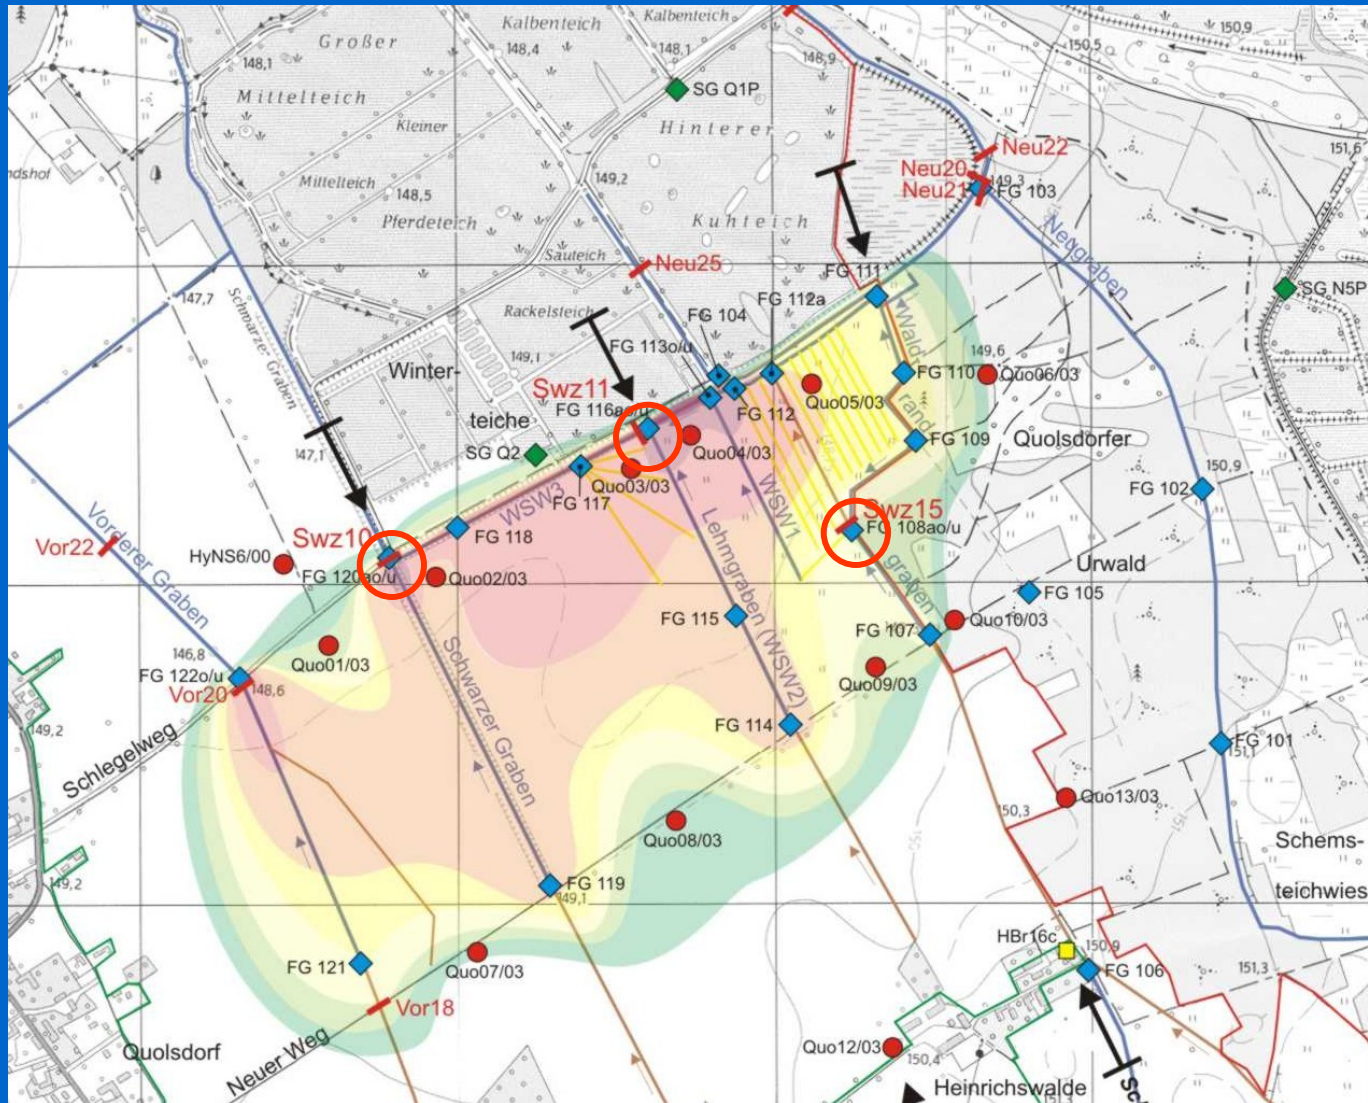 Kalbenteich
Kalbenteich
148,4
148,1
150,5
150,9
Großer
148,1
148,9
Mittelteich
SG Q1P
Kleiner
Hinterer
151,6
Neu22
ndshof
149,2
Neu20
149,3
Mittelteich
148,5
Neu21
FG 103
Pferdeteich
Kuhteich
Neugraben
Sauteich
Neu25
FG 111
147,7
SG N5P
Schwarze Graben
Rackelsteich
FG 104
FG 112a
Wald
rand
graben
149,1
FG 113o/u
149,6
Winter-
teiche
Swz11
FG 110
Quo06/03
FG 112
Quo05/03
FG 116ao/u
FG 109
Quolsdorfer
147,1
SG Q2
Quo04/03
Quo03/03
FG 102
150,9
FG 117
WSW3
WSW1
Swz15
FG 108ao/u
Vorderer Graben
Swz10
FG 118
Vor22
HyNS6/00
FG 120ao/u
Quo02/03
Lehmgraben (WSW2)
Urwald
FG 105
FG 115
Quo10/03
FG 107
146,8
Quo01/03
Schwarzer Graben
FG 122o/u
Vor20
148,6
Quo09/03
149,2
FG 114
FG 101
151,1
Schlegelweg
Quo13/03
150,3
151
Quo08/03
Schems-
149,2
FG 119
149,1
teichwies
150
HBr16c
150,9
FG 121
Quo07/03
FG 106
151,3
Vor18
Quolsdorf
Neuer Weg
Quo12/03
150,4
Heinrichswalde
Sc